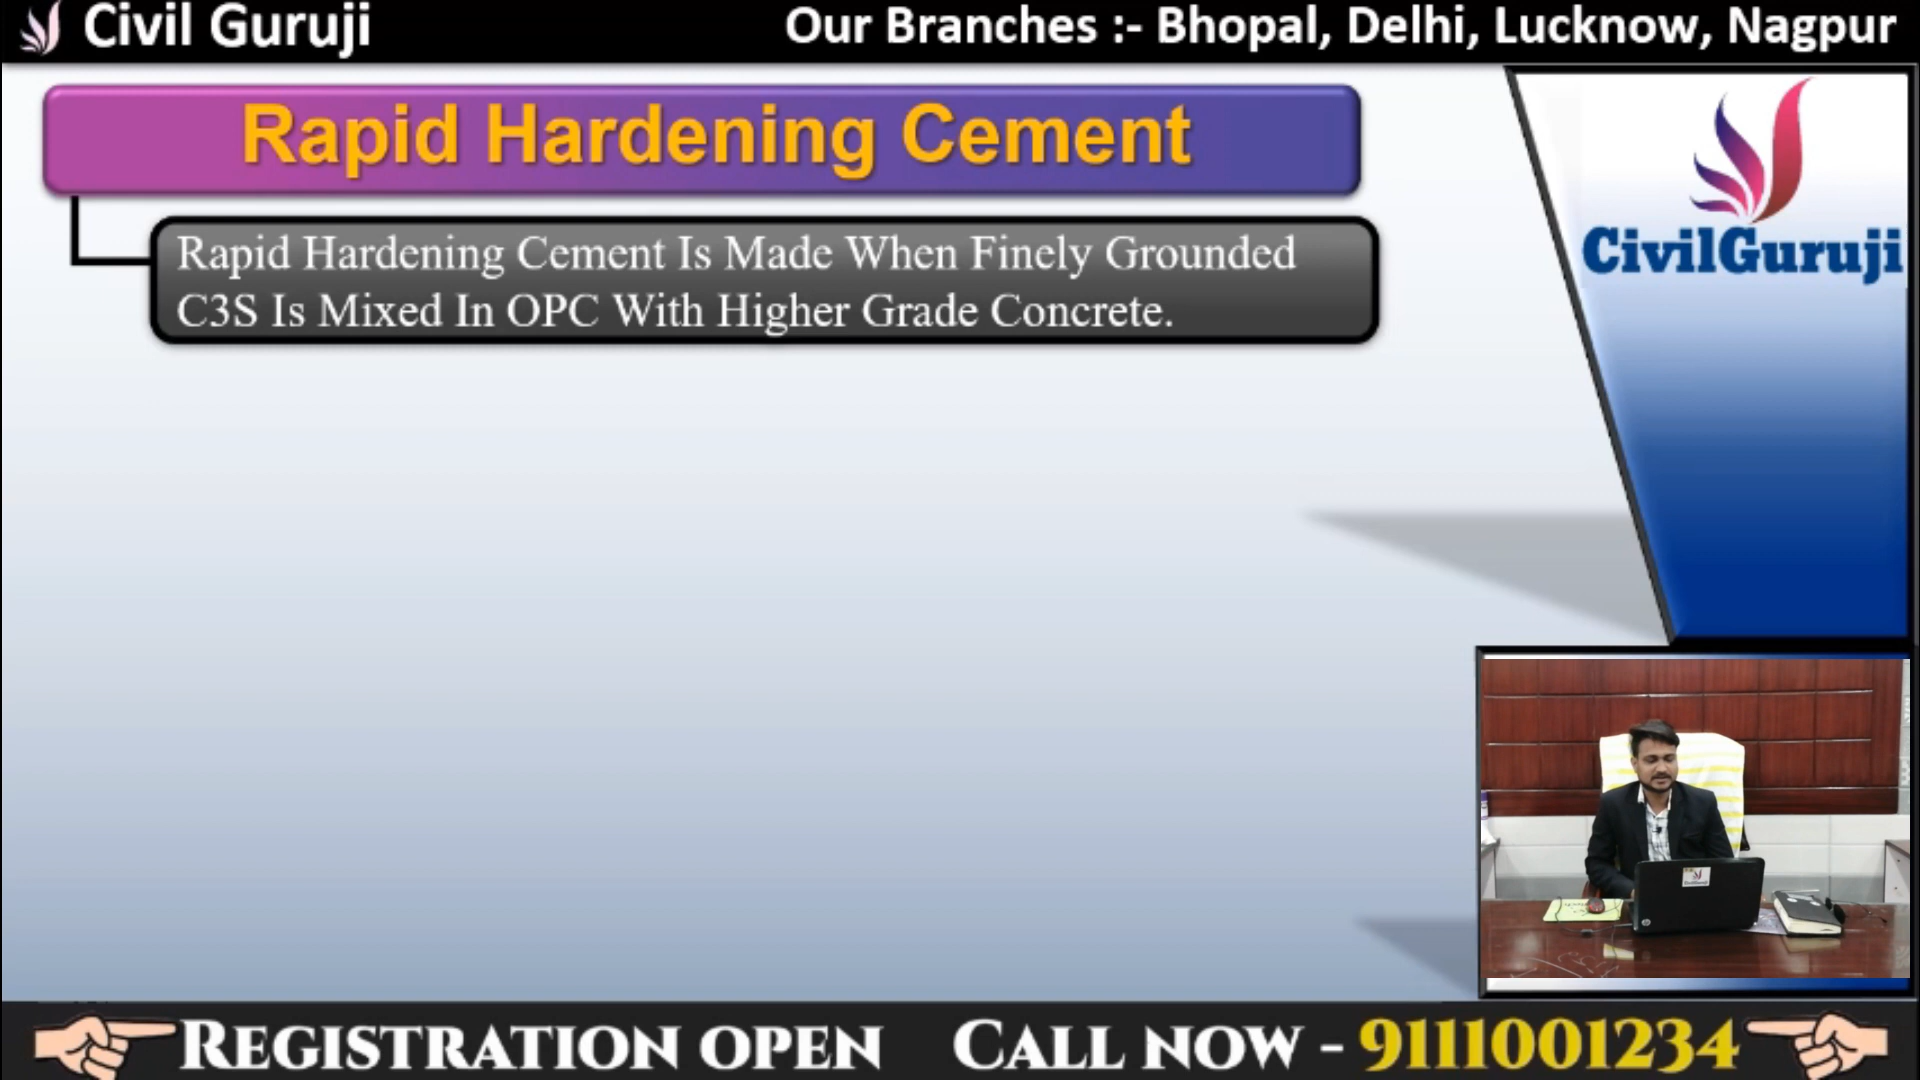 Civil Guruji
Our Branches :- Bhopal, Delhi, Lucknow, Nagpur
Rapid Hardening Cement
Rapid Hardening Cement Is Made When Finely Grounded
C3S Is Mixed In OPC With Higher Grade Concrete.
CivilGuruji
REGISTRATION OPEN CALL NOW - 9111001234